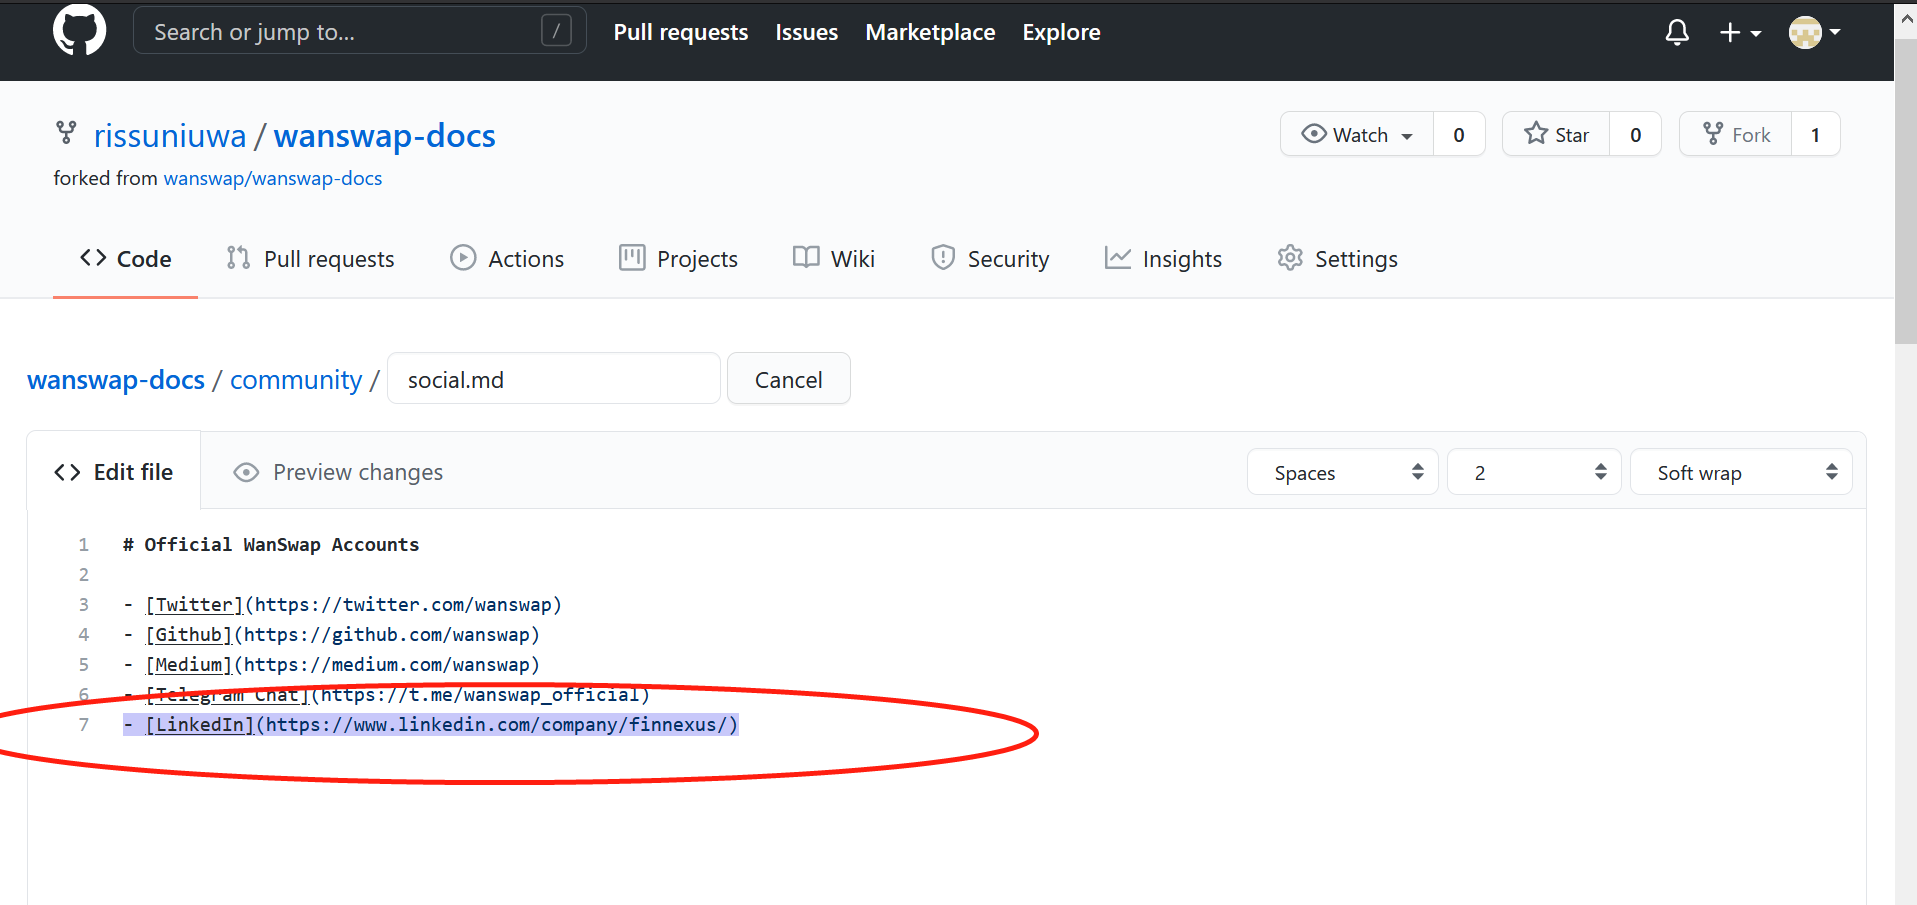 Search or jump to... /
Pull requests Issues Marketplace Explore
rissuniuwa / wanswap-docs
Watch 0 Star 0 Fork 1
forked from wanswap/wanswap-docs
Code Pull requests Actions Projects Wiki Security Insights Settings
wanswap-docs / community / social.md Cancel
Edit file Preview changes Spaces 2 Soft wrap
1 # Official WanSwap Accounts
2
3 - [Twitter](https://twitter.com/wanswap)
4 - [Github](https://github.com/wanswap)
5 - [Medium](https://medium.com/wanswap)
6 - [Telegram Chat](https://t.me/wanswap_official)
7 - [LinkedIn](https://www.linkedin.com/company/finnexus/)